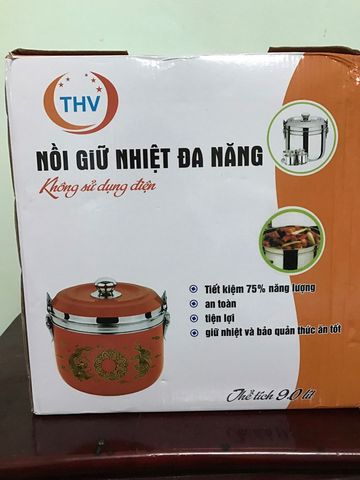 THV
NỒI GIỮ NHIỆT ĐA NĂNG
Không sử dụng điện
Tiết kiệm 75% năng lượng
an toàn
tiện lợi
giữ nhiệt và bảo quản thức ăn tốt
Thể tích 9.0 lít